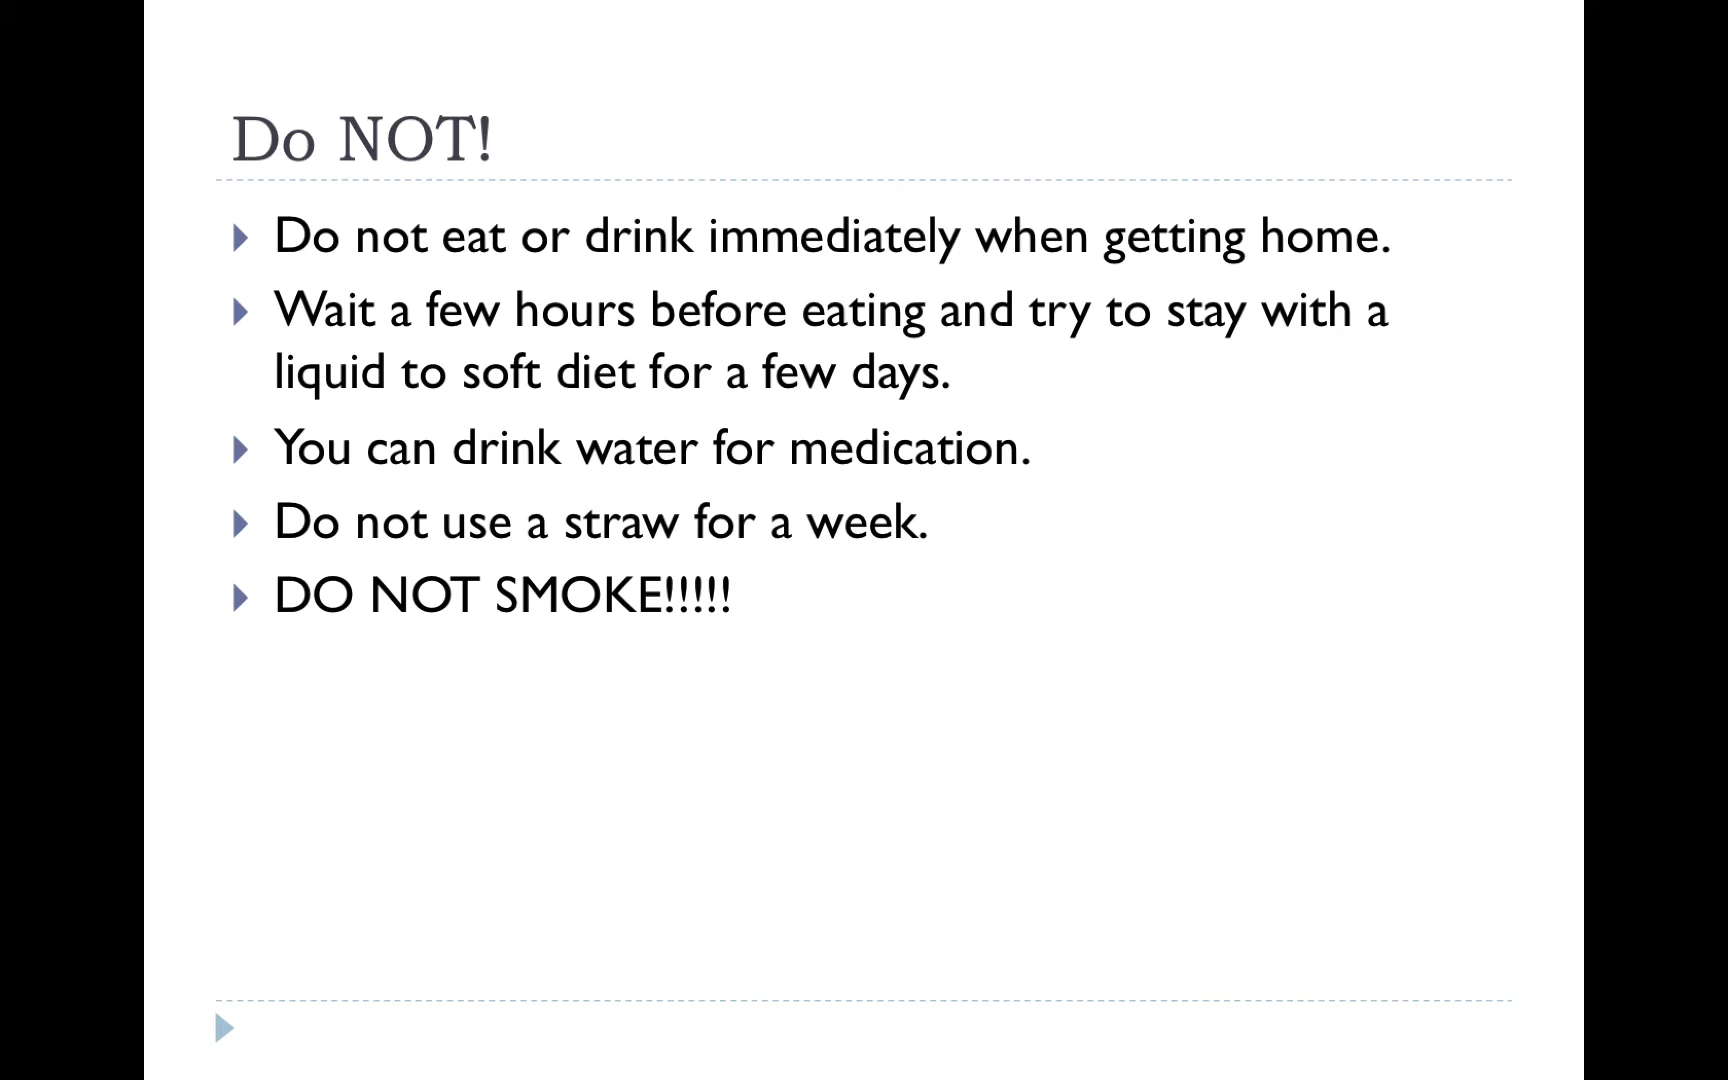 Do NOT!
Do not eat or drink immediately when getting home.
Wait a few hours before eating and try to stay with a
liquid to soft diet for a few days.
You can drink water for medication.
Do not use a straw for a week.
DO NOT SMOKE!!!!!